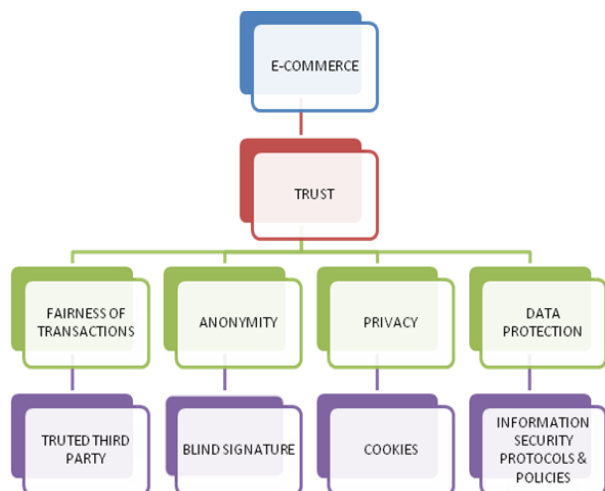 E-COMMERCE
TRUST
FAIRNESS OF
TRANSACTIONS
ANONYMITY
PRIVACY
DATA
PROTECTION
TRUTED THIRD
PARTY
BLIND SIGNATURE
COOKIES
INFORMATION
SECURITY
PROTOCOLS &
POLICIES